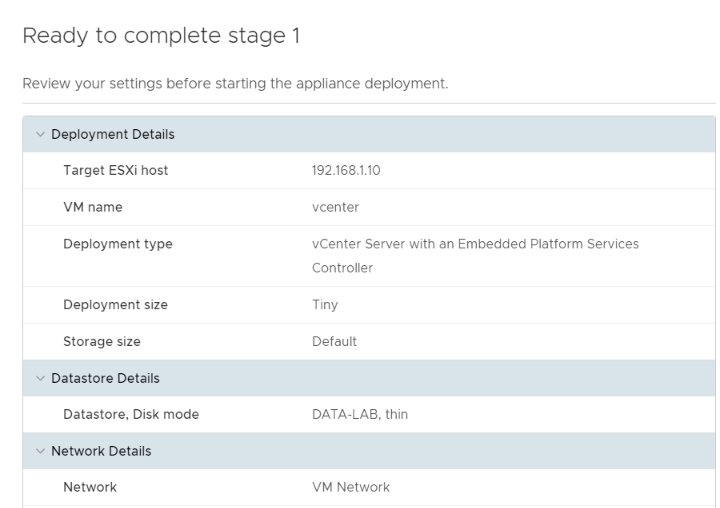 Ready to complete stage 1
Review your settings before starting the appliance deployment.
Deployment Details
Target ESXi host 192.168.1.10
VM name vcenter
Deployment type vCenter Server with an Embedded Platform Services
Controller
Deployment size Tiny
Storage size Default
Datastore Details
Datastore, Disk mode DATA-LAB, thin
Network Details
Network VM Network